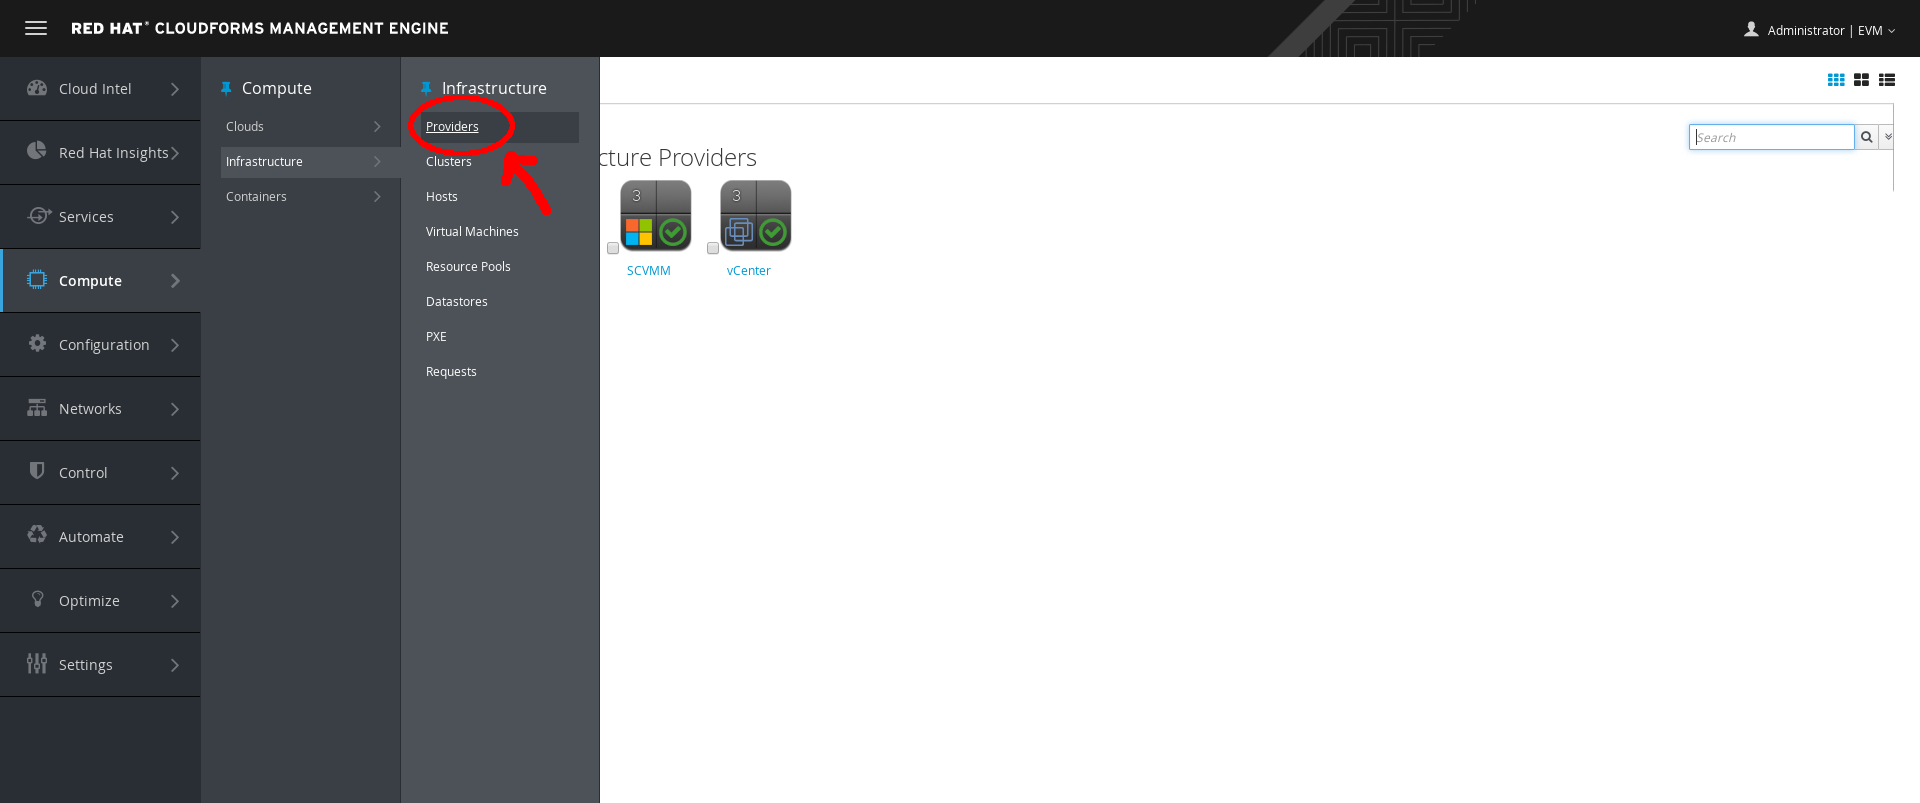 RED HAT® CLOUDFORMS MANAGEMENT ENGINE
Administrator | EVM
Cloud Intel
Red Hat Insights
Services
Compute
Configuration
Networks
Control
Automate
Optimize
Settings
Compute
Clouds
Infrastructure
Containers
Infrastructure
Providers
Clusters
Hosts
Virtual Machines
Resource Pools
Datastores
PXE
Requests
Search
cture Providers
3
SCVMM
3
vCenter